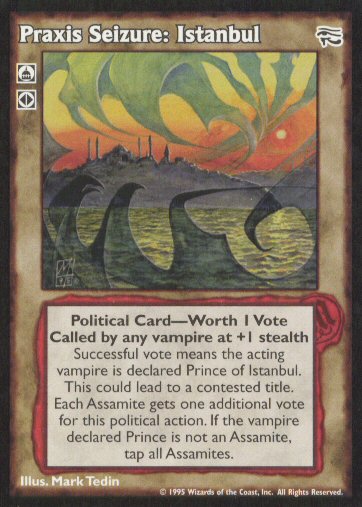 Praxis Seizure: Istanbul
Political Card—Worth 1 Vote
Called by any vampire at +1 stealth
Successful vote means the acting
vampire is declared Prince of Istanbul.
This could lead to a contested title.
Each Assamite gets one additional vote
for this political action. If the vampire
declared Prince is not an Assamite,
tap all Assamites.
Illus. Mark Tedin
© 1995 Wizards of the Coast, Inc. All Rights Reserved.